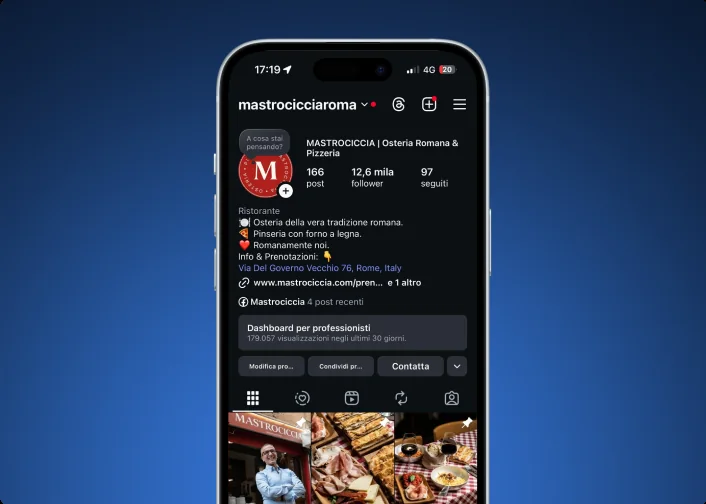 17:19
4G 20
mastrocicciaroma
A cosa stai
pensando?
M
MASTROCICCIA | Osteria Romana &
Pizzeria
166 12,6 mila 97
post follower seguiti
Ristorante
Osteria della vera tradizione romana.
Pinseria con forno a legna.
Romanamente noi.
Info & Prenotazioni:
Via Del Governo Vecchio 76, Rome, Italy
www.mastrociccia.com/pren... e 1 altro
Mastrociccia 4 post recenti
Dashboard per professionisti
179.057 visualizzazioni negli ultimi 30 giorni.
Modifica pro... Condividi pr... Contatta
MASTROCICCIA